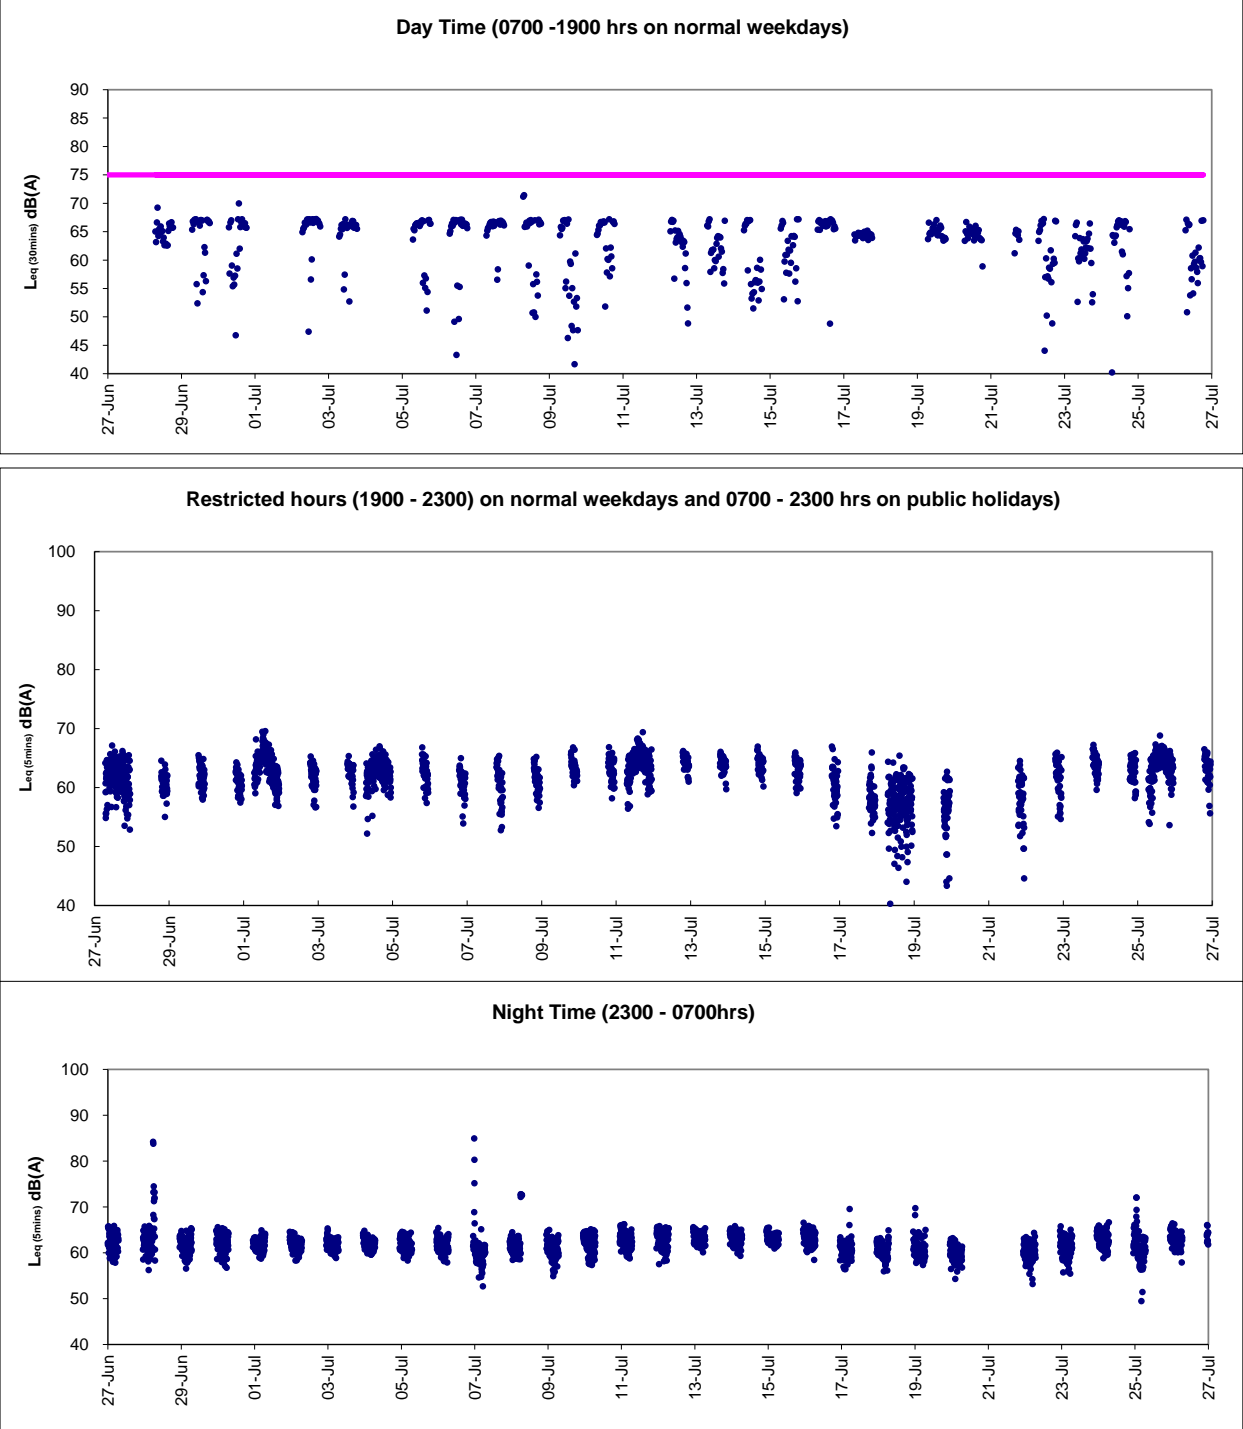 Day Time (0700 -1900 hrs on normal weekdays)
90
85
80
75
70
65
60
55
50
45
40
Leq (30mins) dB(A)
27-Jun
29-Jun
01-Jul
03-Jul
05-Jul
07-Jul
09-Jul
11-Jul
13-Jul
15-Jul
17-Jul
19-Jul
21-Jul
23-Jul
25-Jul
27-Jul
Restricted hours (1900 - 2300) on normal weekdays and 0700 - 2300 hrs on public holidays)
100
90
80
70
60
50
40
Leq (5mins) dB(A)
27-Jun
29-Jun
01-Jul
03-Jul
05-Jul
07-Jul
09-Jul
11-Jul
13-Jul
15-Jul
17-Jul
19-Jul
21-Jul
23-Jul
25-Jul
27-Jul
Night Time (2300 - 0700hrs)
100
90
80
70
60
50
40
Leq (5mins) dB(A)
27-Jun
29-Jun
01-Jul
03-Jul
05-Jul
07-Jul
09-Jul
11-Jul
13-Jul
15-Jul
17-Jul
19-Jul
21-Jul
23-Jul
25-Jul
27-Jul